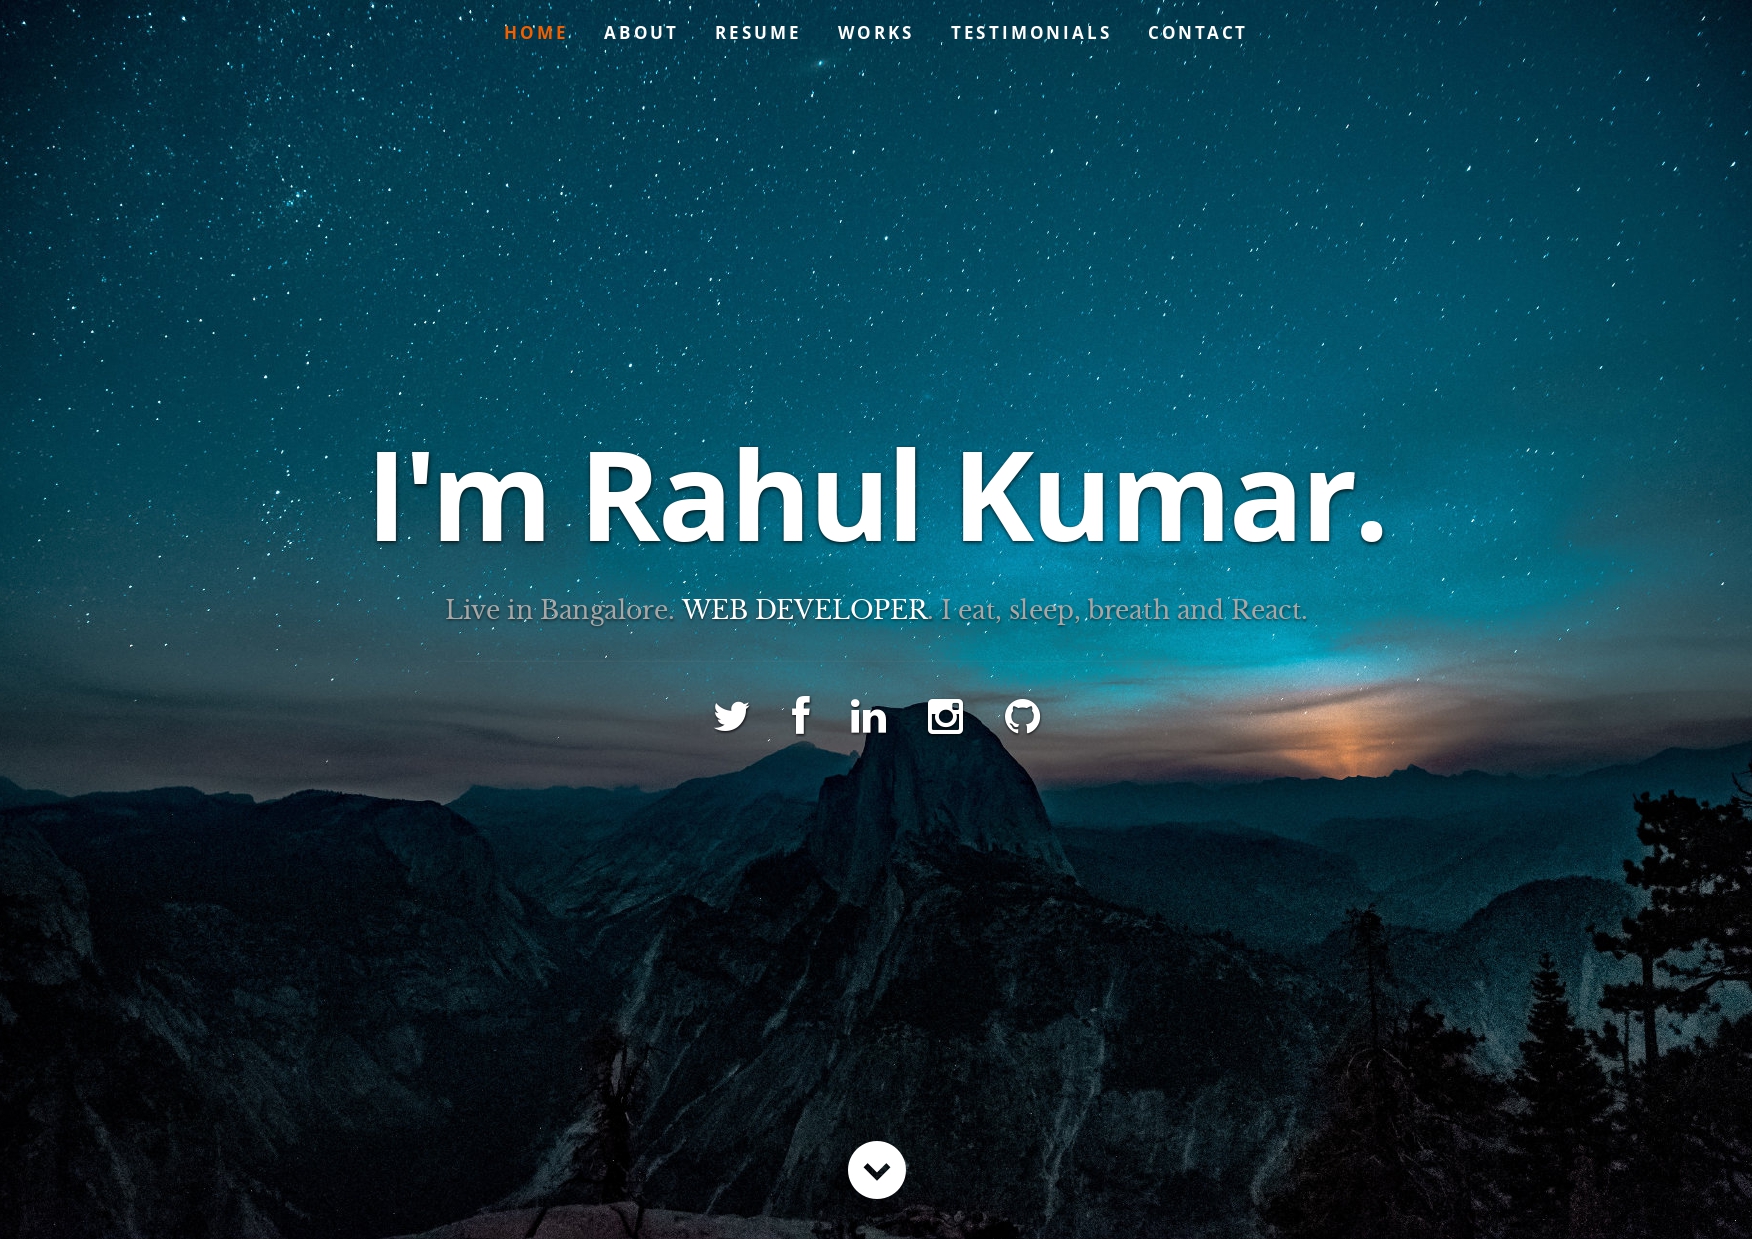 HOME ABOUT RESUME WORKS TESTIMONIALS CONTACT
I'm Rahul Kumar.
Live in Bangalore. WEB DEVELOPER. I eat, sleep, breath and React.